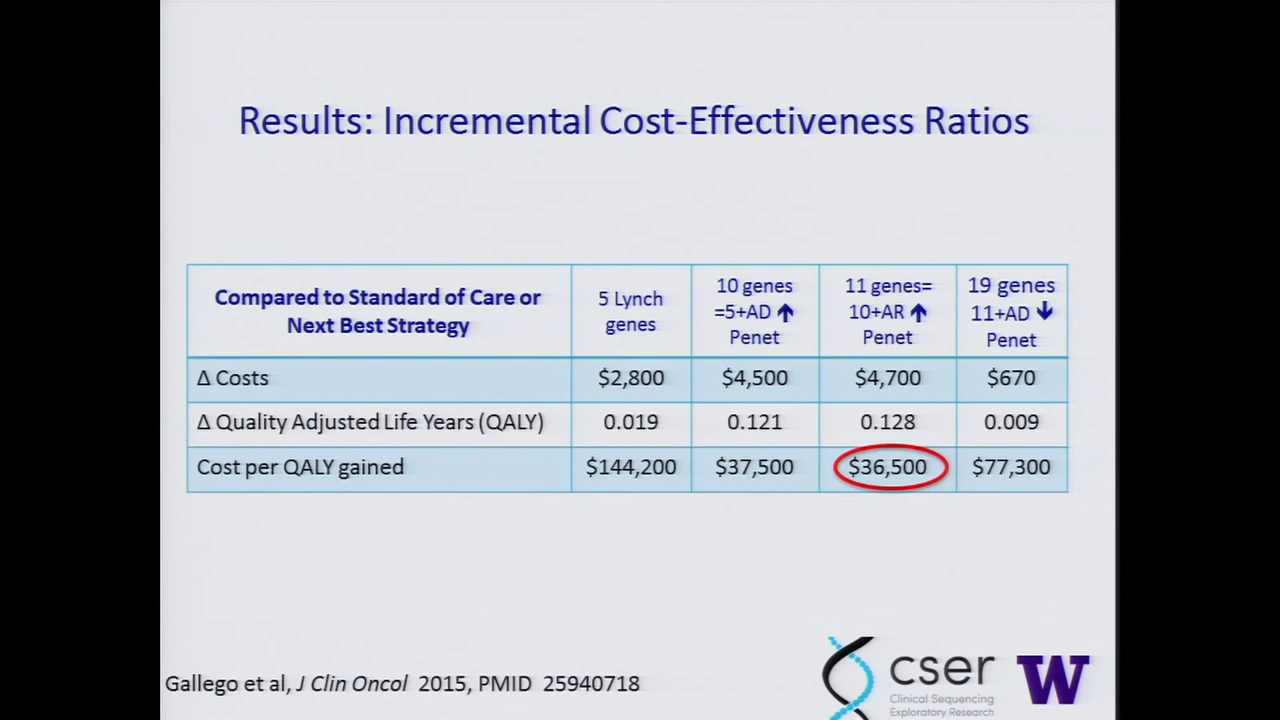 Results: Incremental Cost-Effectiveness Ratios
Compared to Standard of Care or
Next Best Strategy
5 Lynch
genes
10 genes
=5+AD ↑
Penet
11 genes=
10+AR ↑
Penet
19 genes
11+AD ↓
Penet
Δ Costs $2,800 $4,500 $4,700 $670
Δ Quality Adjusted Life Years (QALY) 0.019 0.121 0.128 0.009
Cost per QALY gained $144,200 $37,500 $36,500 $77,300
Gallego et al, J Clin Oncol 2015, PMID 25940718
cser
Clinical Sequencing
Exploratory Research
W